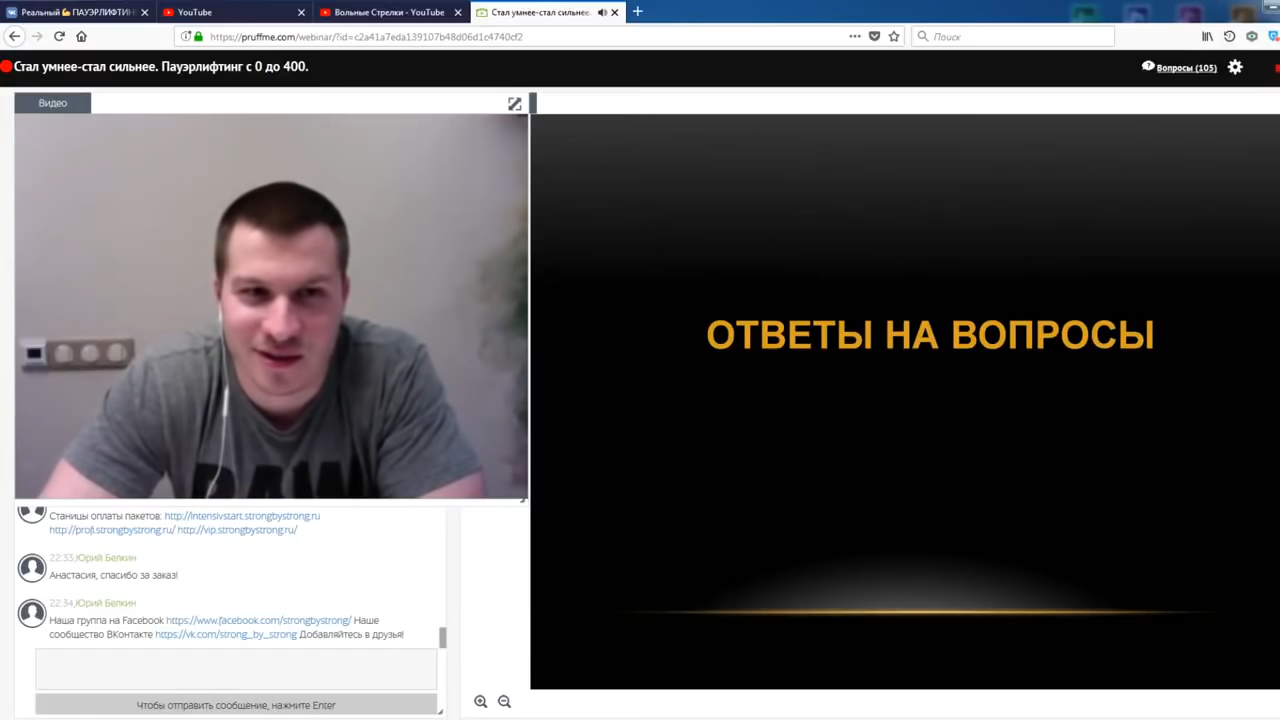 Реальный 💪 ПАУЭРЛИФТИН
YouTube
Вольные Стрелки - YouTube
Стал умнее-стал сильнее.
https://pruffme.com/webinar/?id=c2a41a7eda139107b48d06d1c4740cf2
Поиск
Стал умнее-стал сильнее. Пауэрлифтинг с 0 до 400.
Вопросы (105)
Видео
ОТВЕТЫ НА ВОПРОСЫ
Станицы оплаты пакетов: http://intensivstart.strongbystrong.ru
http://profi.strongbystrong.ru/ http://vip.strongbystrong.ru/
22:33,Юрий Белкин
Анастасия, спасибо за заказ!
22:34,Юрий Белкин
Наша группа на Facebook https://www.facebook.com/strongbystrong/ Наше
сообщество ВКонтакте https://vk.com/strong_by_strong Добавляйтесь в друзья!
Чтобы отправить сообщение, нажмите Enter